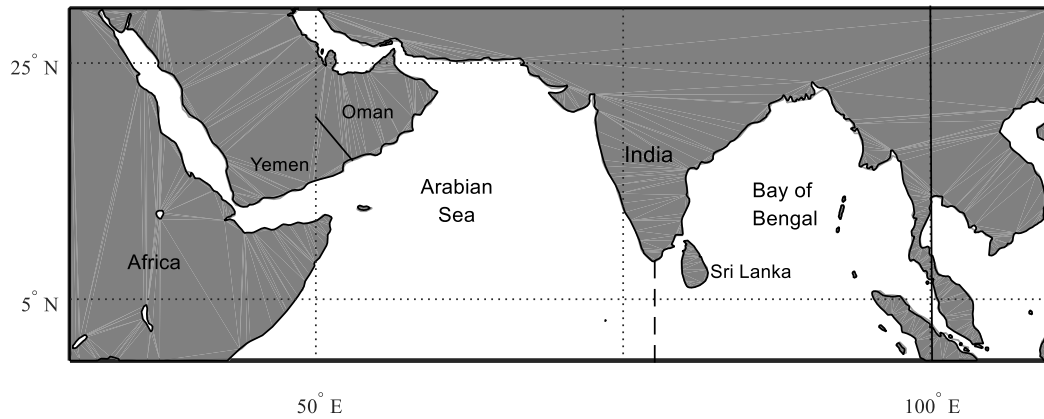 25° N
Oman
Yemen
India
Arabian
Sea
Bay of
Bengal
Africa
Sri Lanka
5° N
50° E
100° E